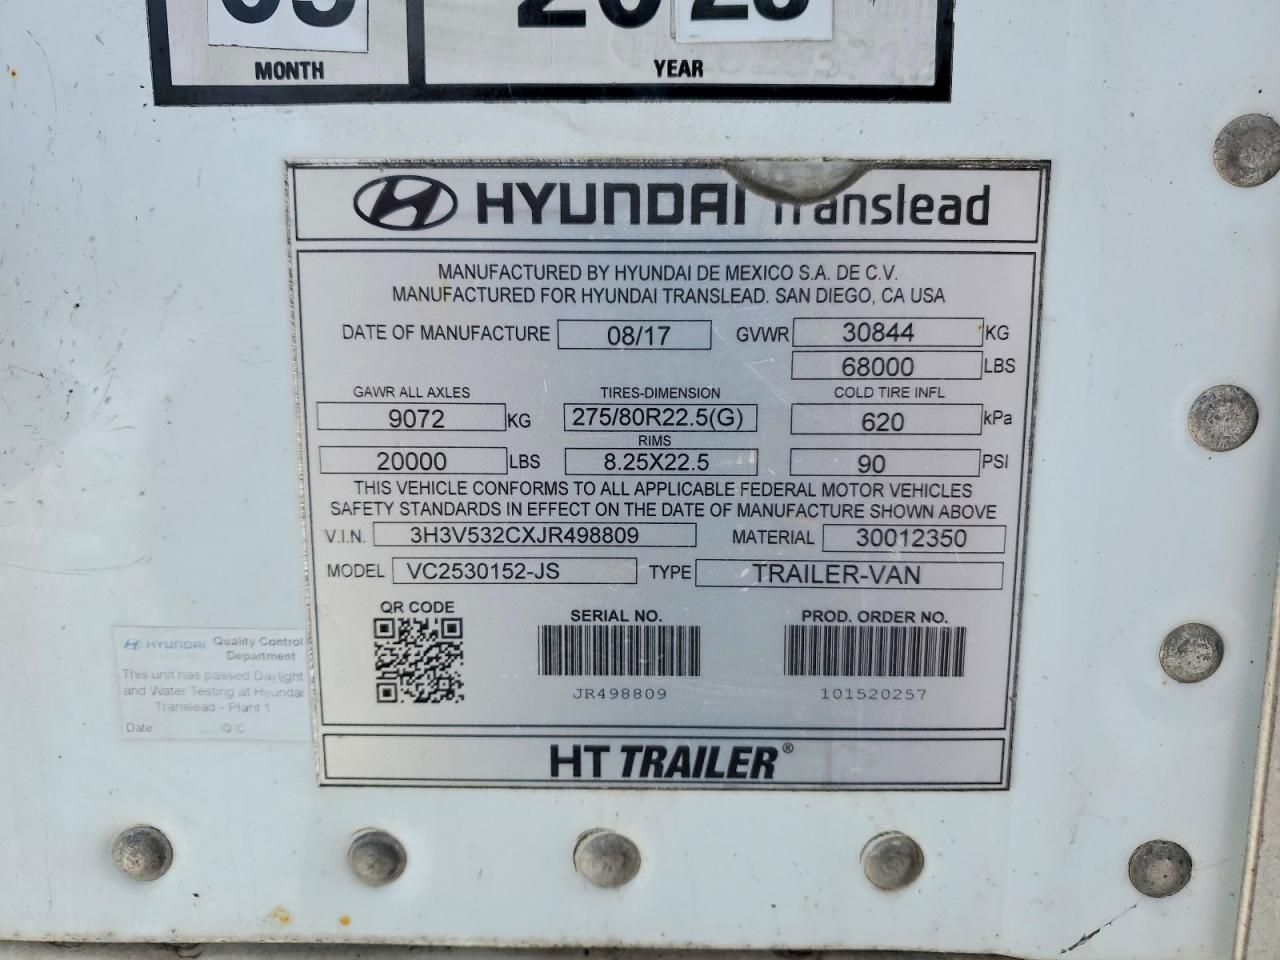 MONTH
YEAR
HYUNDAI Translead
MANUFACTURED BY HYUNDAI DE MEXICO S.A. DE C.V.
MANUFACTURED FOR HYUNDAI TRANSLEAD. SAN DIEGO, CA USA
DATE OF MANUFACTURE 08/17 GVWR 30844 KG
68000 LBS
GAWR ALL AXLES TIRES-DIMENSION COLD TIRE INFL
9072 KG 275/80R22.5(G) 620 kPa
RIMS
20000 LBS 8.25X22.5 90 PSI
THIS VEHICLE CONFORMS TO ALL APPLICABLE FEDERAL MOTOR VEHICLES
SAFETY STANDARDS IN EFFECT ON THE DATE OF MANUFACTURE SHOWN ABOVE
V.I.N. 3H3V532CXJR498809 MATERIAL 30012350
MODEL VC2530152-JS TYPE TRAILER-VAN
QR CODE SERIAL NO. PROD. ORDER NO.
JR498809 101520257
HT TRAILER®
HYUNDAI Quality Control
Department
This unit has passed Daylight
and Water Testing at Hyundai
Translead - Plant 1
Date Q C